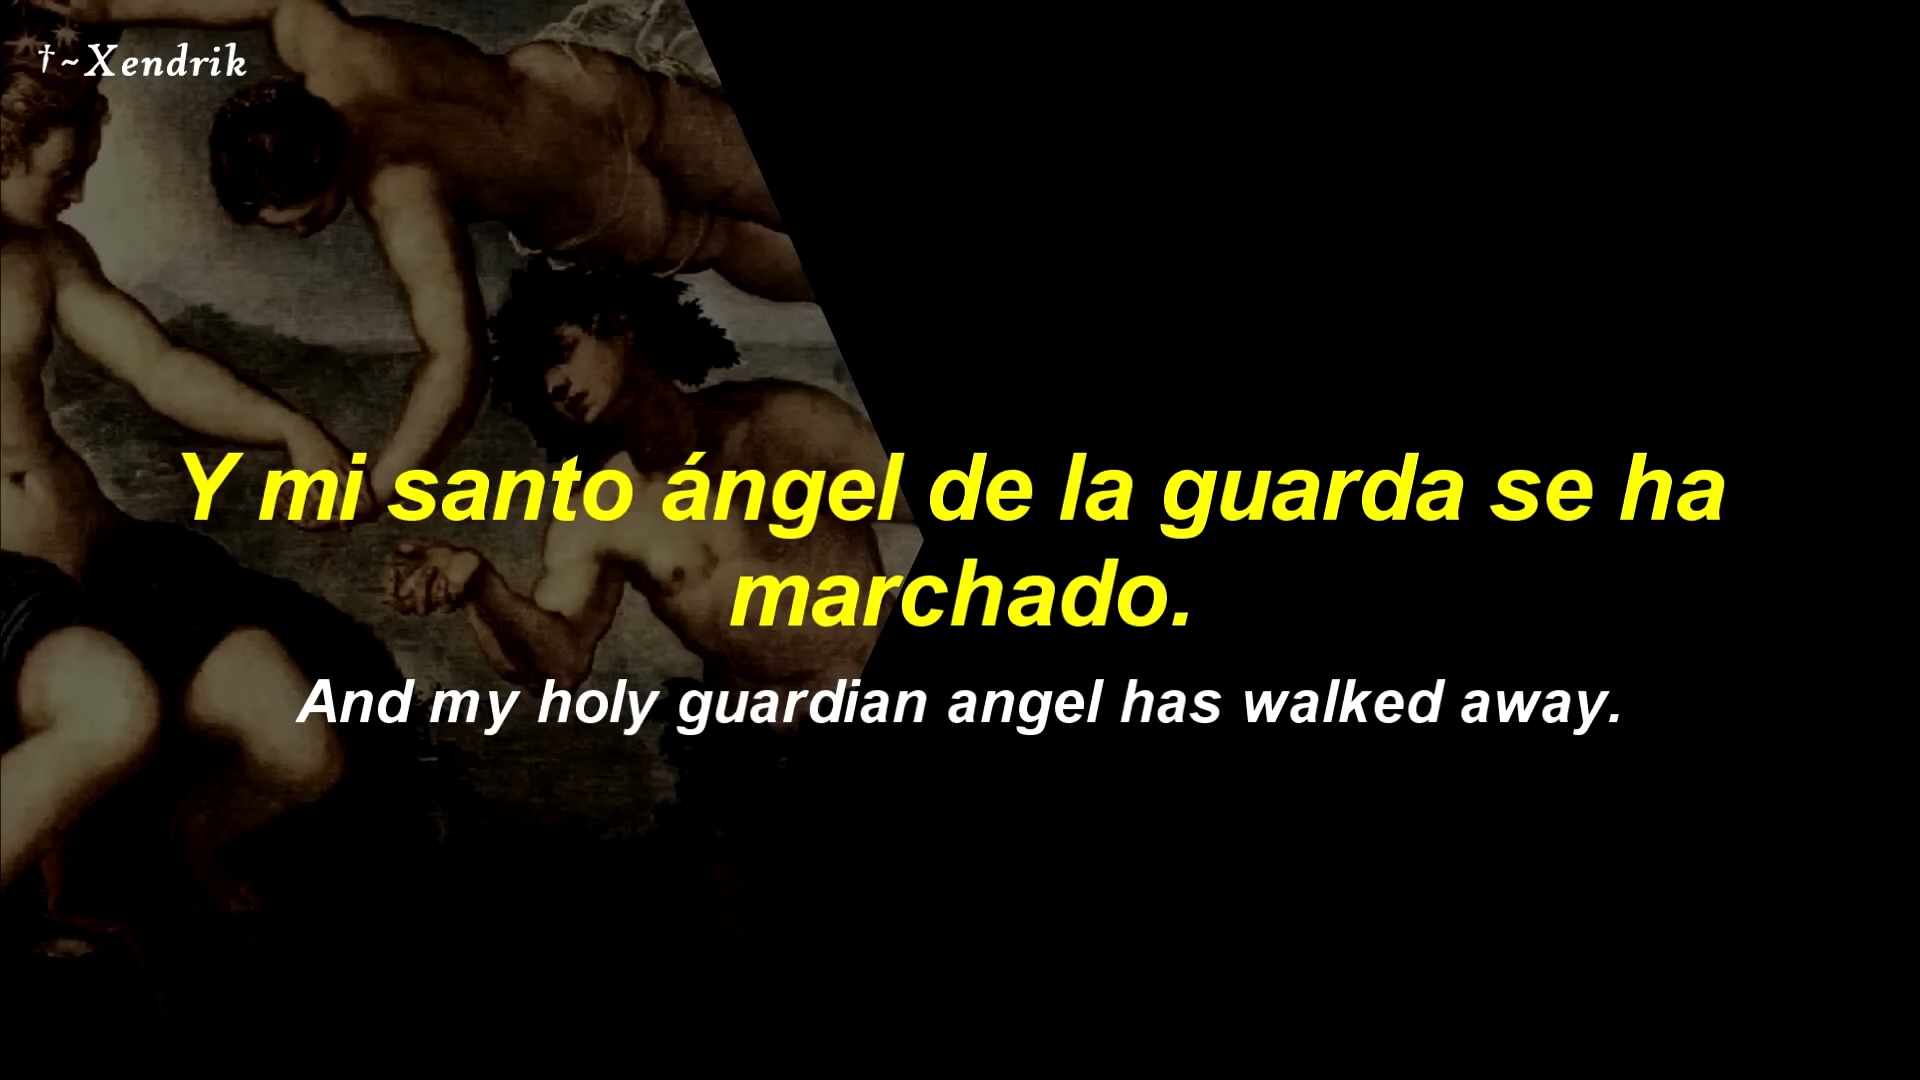 †~Xendrik
Y mi santo ángel de la guarda se ha
marchado.
And my holy guardian angel has walked away.